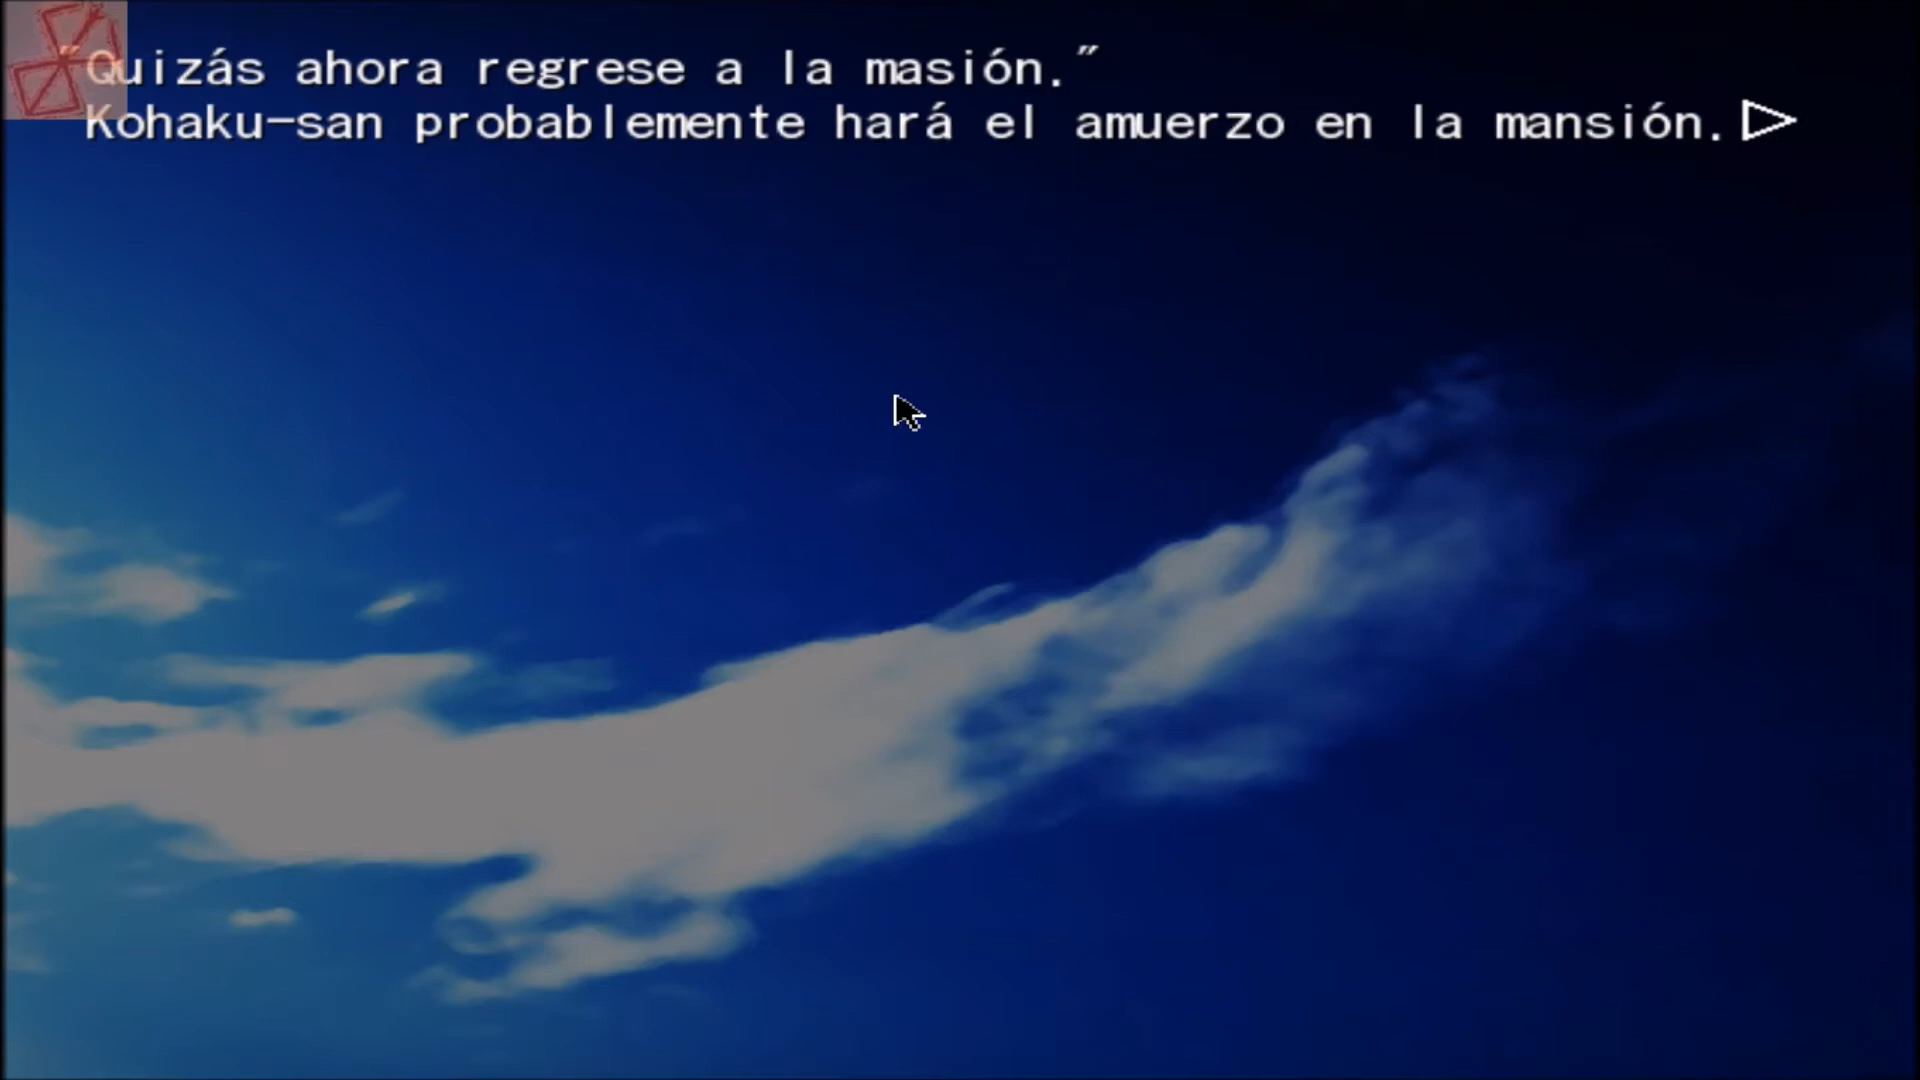 "Quizás ahora regrese a la masión."
Kohaku-san probablemente hará el amuerzo en la mansión.